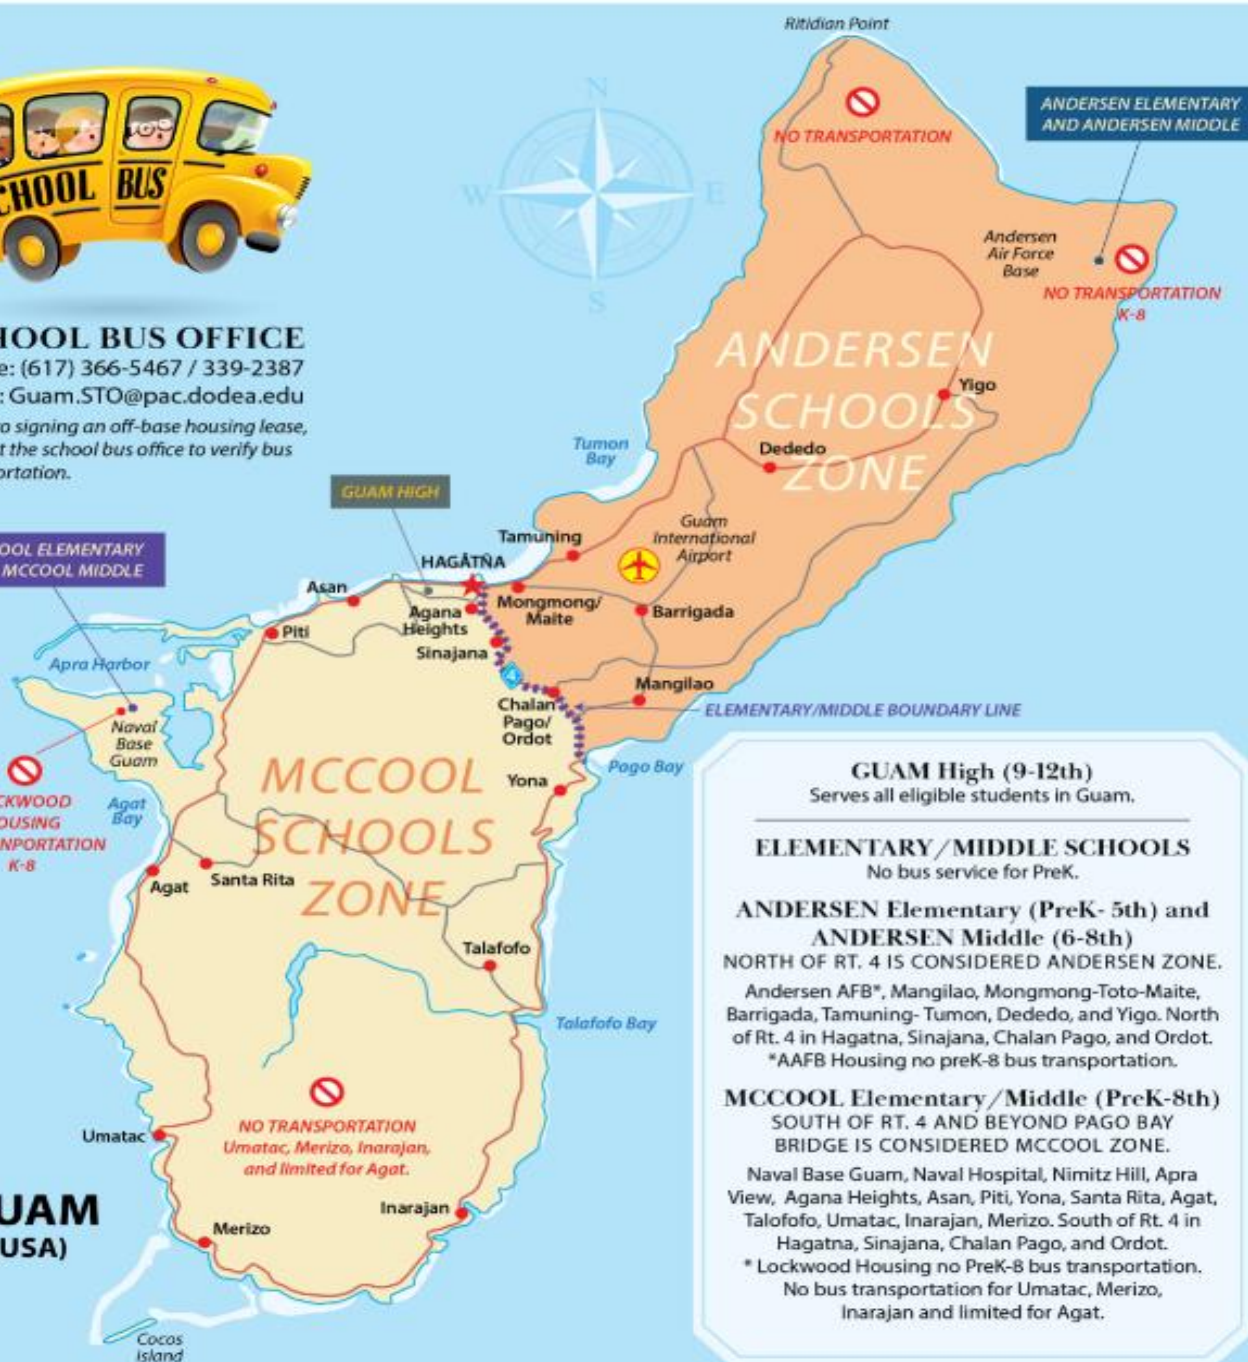 Ritidian Point
NO TRANSPORTATION
ANDERSEN ELEMENTARY
AND ANDERSEN MIDDLE
N
W
E
S
CHOOL BUS
Andersen
Air Force
Base
NO TRANSPORTATION
K-8
HOOL BUS OFFICE
e: (617) 366-5467 / 339-2387
: Guam.STO@pac.dodea.edu
o signing an off-base housing lease,
t the school bus office to verify bus
ortation.
ANDERSEN
SCHOOLS
ZONE
Yigo
Dededo
Tumon
Bay
GUAM HIGH
Guam
International
Airport
Tamuning
HAGÅTÑA
OOL ELEMENTARY
MCCOOL MIDDLE
Asan
Agana
Heights
Mongmong/
Maite
Barrigada
Piti
Sinajana
Apra Harbor
4
Mangilao
Chalan
Pago/
Ordot
ELEMENTARY/MIDDLE BOUNDARY LINE
Naval
Base
Guam
Pago Bay
Yona
MCCOOL
SCHOOLS
ZONE
CKWOOD
OUSING
NPORTATION
K-8
Agat
Bay
Agat
Santa Rita
Talafofo
Talafofo Bay
NO TRANSPORTATION
Umatac, Merizo, Inarajan,
and limited for Agat.
Umatac
Inarajan
Merizo
UAM
USA)
Cocos
Island
GUAM High (9-12th)
Serves all eligible students in Guam.
ELEMENTARY/MIDDLE SCHOOLS
No bus service for PreK.
ANDERSEN Elementary (PreK- 5th) and
ANDERSEN Middle (6-8th)
NORTH OF RT. 4 IS CONSIDERED ANDERSEN ZONE.
Andersen AFB*, Mangilao, Mongmong-Toto-Maite,
Barrigada, Tamuning- Tumon, Dededo, and Yigo. North
of Rt. 4 in Hagatna, Sinajana, Chalan Pago, and Ordot.
*AAFB Housing no preK-8 bus transportation.
MCCOOL Elementary/Middle (PreK-8th)
SOUTH OF RT. 4 AND BEYOND PAGO BAY
BRIDGE IS CONSIDERED MCCOOL ZONE.
Naval Base Guam, Naval Hospital, Nimitz Hill, Apra
View, Agana Heights, Asan, Piti, Yona, Santa Rita, Agat,
Talofofo, Umatac, Inarajan, Merizo. South of Rt. 4 in
Hagatna, Sinajana, Chalan Pago, and Ordot.
* Lockwood Housing no PreK-8 bus transportation.
No bus transportation for Umatac, Merizo,
Inarajan and limited for Agat.